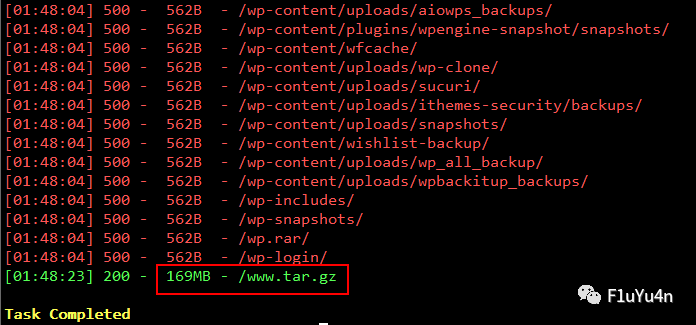 [01:48:04] 500 - 562B - /wp-content/uploads/aiowps_backups/
[01:48:04] 500 - 562B - /wp-content/plugins/wpengine-snapshot/snapshots/
[01:48:04] 500 - 562B - /wp-content/wfcache/
[01:48:04] 500 - 562B - /wp-content/uploads/wp-clone/
[01:48:04] 500 - 562B - /wp-content/uploads/sucuri/
[01:48:04] 500 - 562B - /wp-content/uploads/ithemes-security/backups/
[01:48:04] 500 - 562B - /wp-content/uploads/snapshots/
[01:48:04] 500 - 562B - /wp-content/wishlist-backup/
[01:48:04] 500 - 562B - /wp-content/uploads/wp_all_backup/
[01:48:04] 500 - 562B - /wp-content/uploads/wpbackitup_backups/
[01:48:04] 500 - 562B - /wp-includes/
[01:48:04] 500 - 562B - /wp-snapshots/
[01:48:04] 500 - 562B - /wp.rar/
[01:48:04] 500 - 562B - /wp-login/
[01:48:23] 200 - 169MB - /www.tar.gz
F1uYu4n
Task Completed